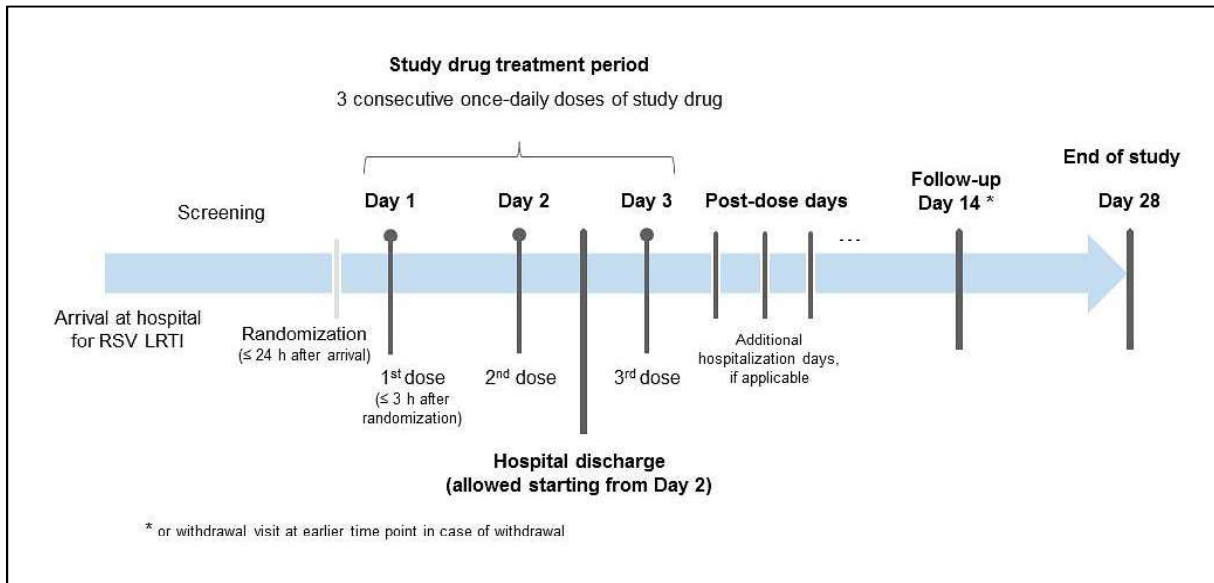 Study drug treatment period
3 consecutive once-daily doses of study drug
Screening
Day 1
Day 2
Day 3
Post-dose days
- - -
Follow-up
Day 14 *
End of study
Day 28
Arrival at hospital
for RSV LRTI
Randomization
(≤ 24 h after arrival)
1st dose
(≤ 3 h after
randomization)
2nd dose
3rd dose
Additional
hospitalization days,
if applicable
Hospital discharge
(allowed starting from Day 2)
* or withdrawal visit at earlier time point in case of withdrawal